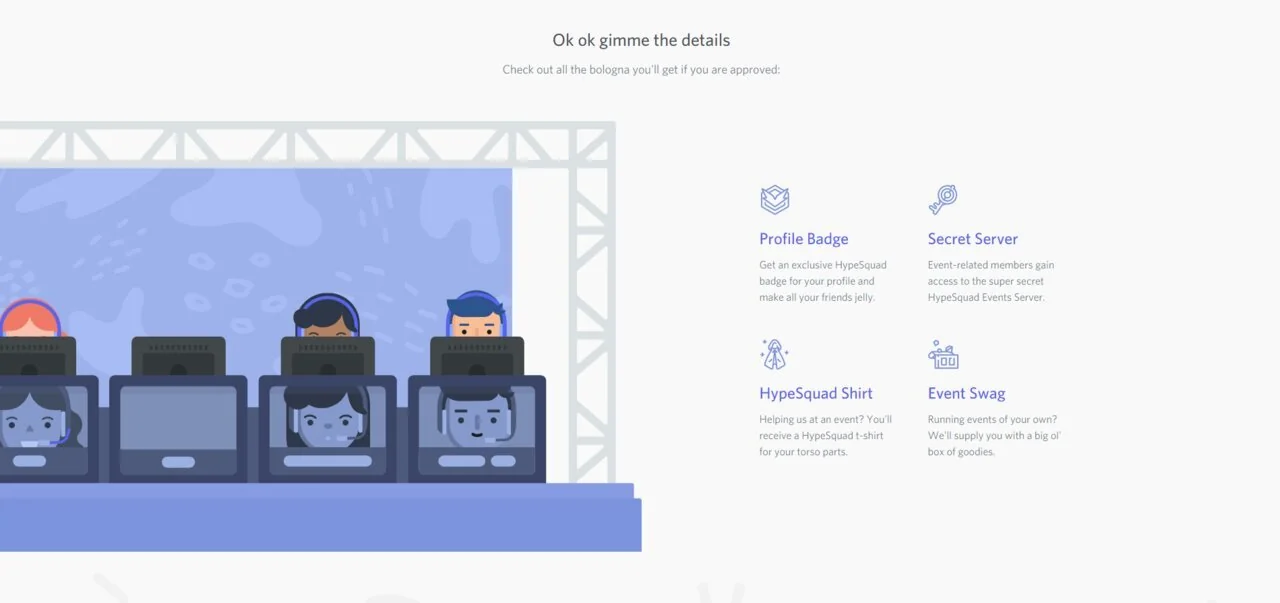 Ok ok gimme the details
Check out all the bologna you'll get if you are approved:
Profile Badge
Get an exclusive HypeSquad
badge for your profile and
make all your friends jelly.
Secret Server
Event-related members gain
access to the super secret
HypeSquad Events Server.
HypeSquad Shirt
Helping us at an event? You'll
receive a HypeSquad t-shirt
for your torso parts.
Event Swag
Running events of your own?
We'll supply you with a big ol'
box of goodies.